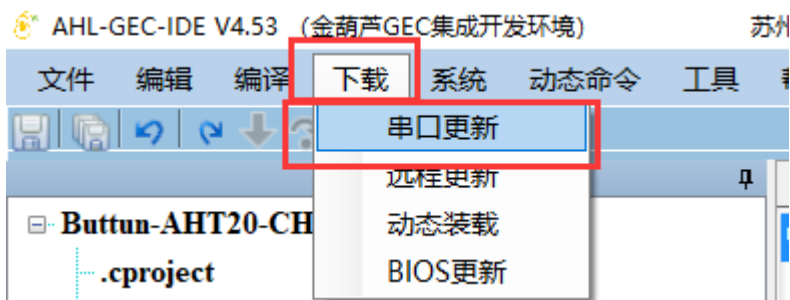 AHL-GEC-IDE V4.53 （金葫芦GEC集成开发环境） 苏州
文件 编辑 编译 下载 系统 动态命令 工具
串口更新
远程更新
动态装载
BIOS更新
Buttun-AHT20-CH
.cproject